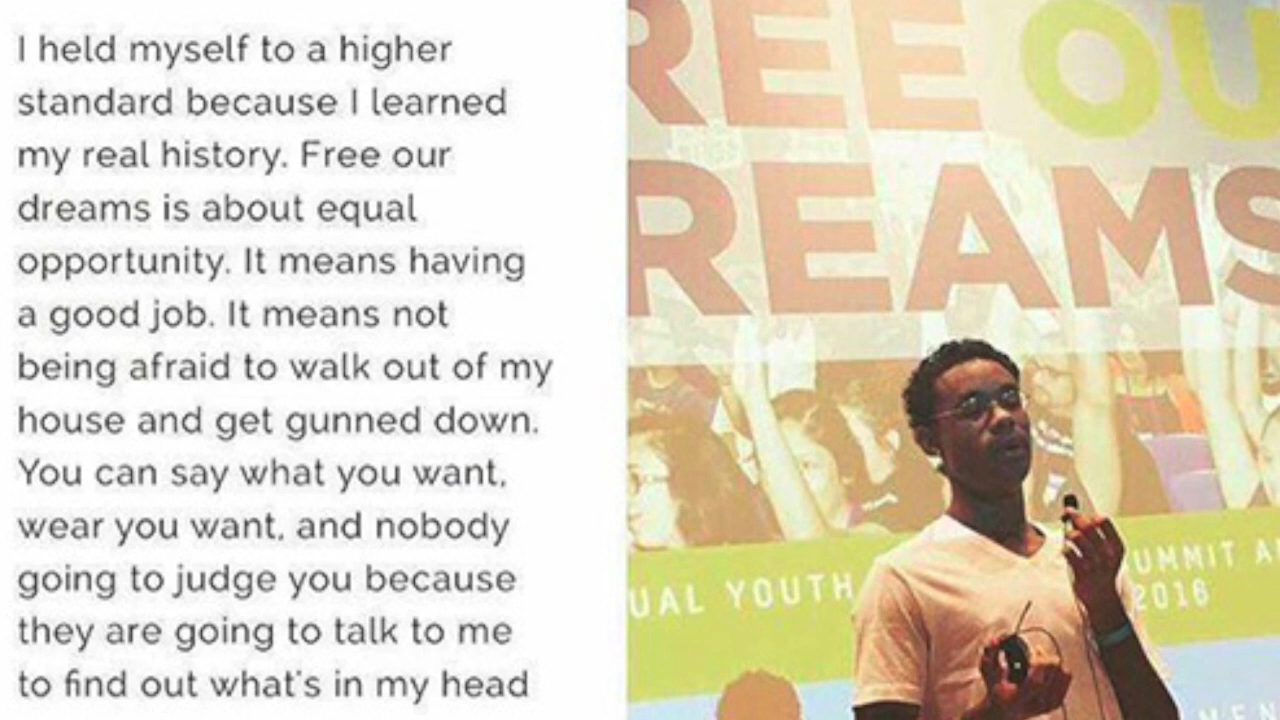 I held myself to a higher
standard because I learned
my real history. Free our
dreams is about equal
opportunity. It means having
a good job. It means not
being afraid to walk out of my
house and get gunned down.
You can say what you want,
wear you want, and nobody
going to judge you because
they are going to talk to me
to find out what's in my head
REE OU
REAMS
UAL YOUTH UMMIT A
2016